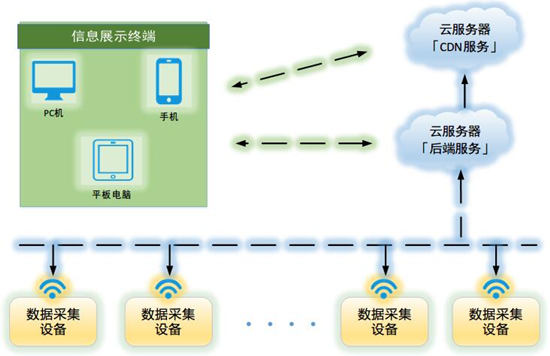 信息展示终端
PC机
手机
平板电脑
云服务器
「CDN服务」
云服务器
「后端服务」
数据采集
设备
数据采集
设备
数据采集
设备
数据采集
设备